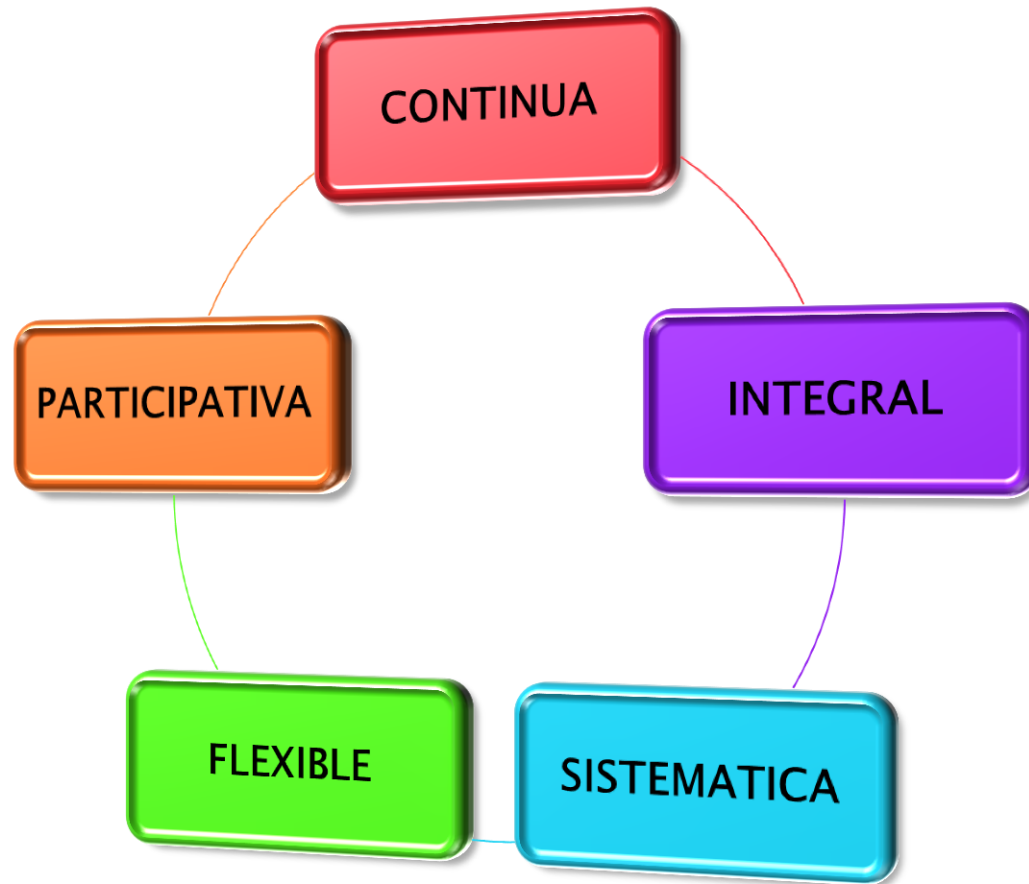 CONTINUA
INTEGRAL
SISTEMATICA
FLEXIBLE
PARTICIPATIVA